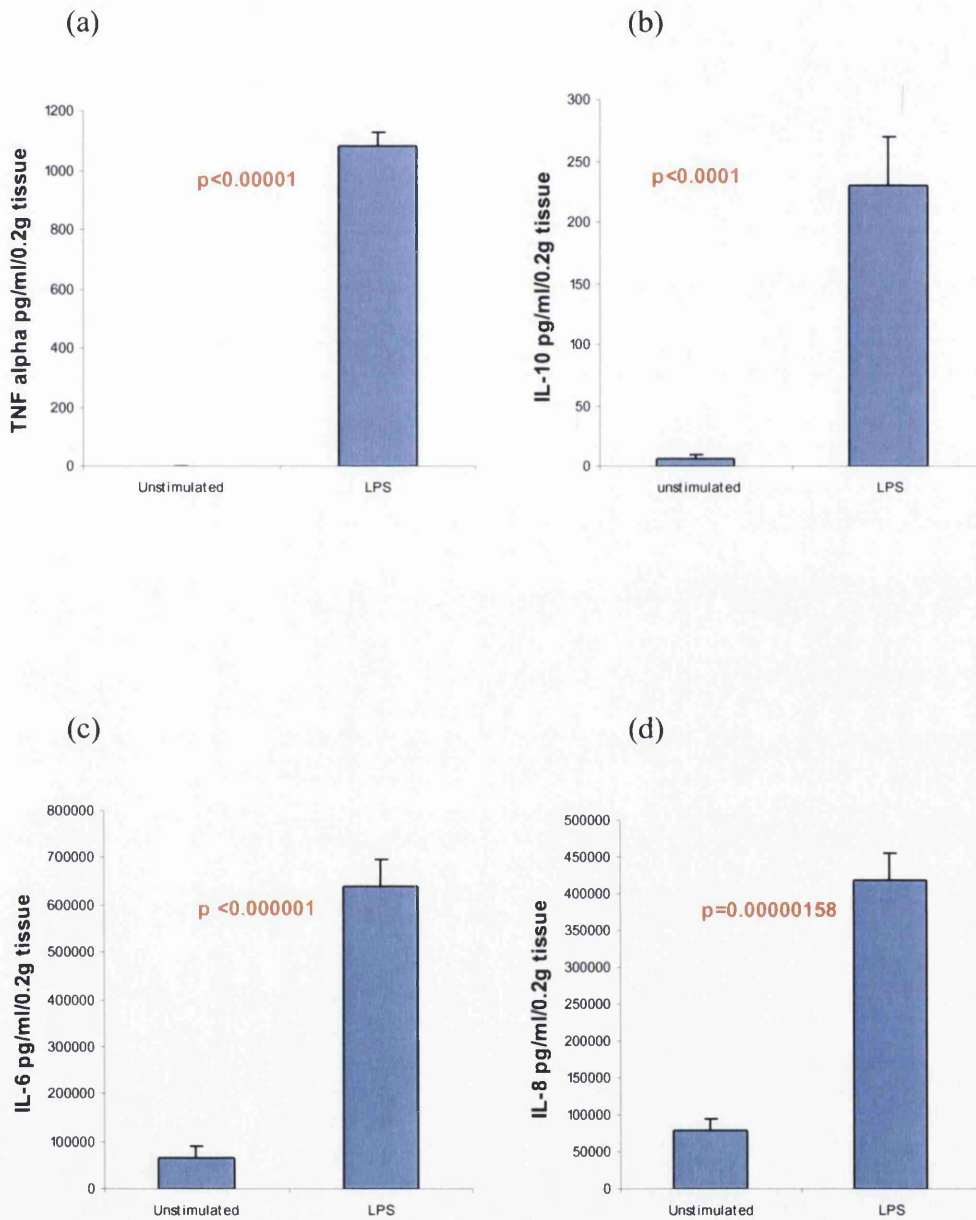 (a)
TNF alpha pg/ml/0.2g tissue
1200
1000
800
600
400
200
0
p<0.00001
Unstimulated LPS
(b)
IL-10 pg/ml/0.2g tissue
300
250
200
150
100
50
0
p<0.0001
unstimulated LPS
(c)
IL-6 pg/ml/0.2g tissue
800000
700000
600000
500000
400000
300000
200000
100000
0
p <0.000001
Unstimulated LPS
(d)
IL-8 pg/ml/0.2g tissue
500000
450000
400000
350000
300000
250000
200000
150000
100000
50000
0
p=0.00000158
Unstimulated LPS